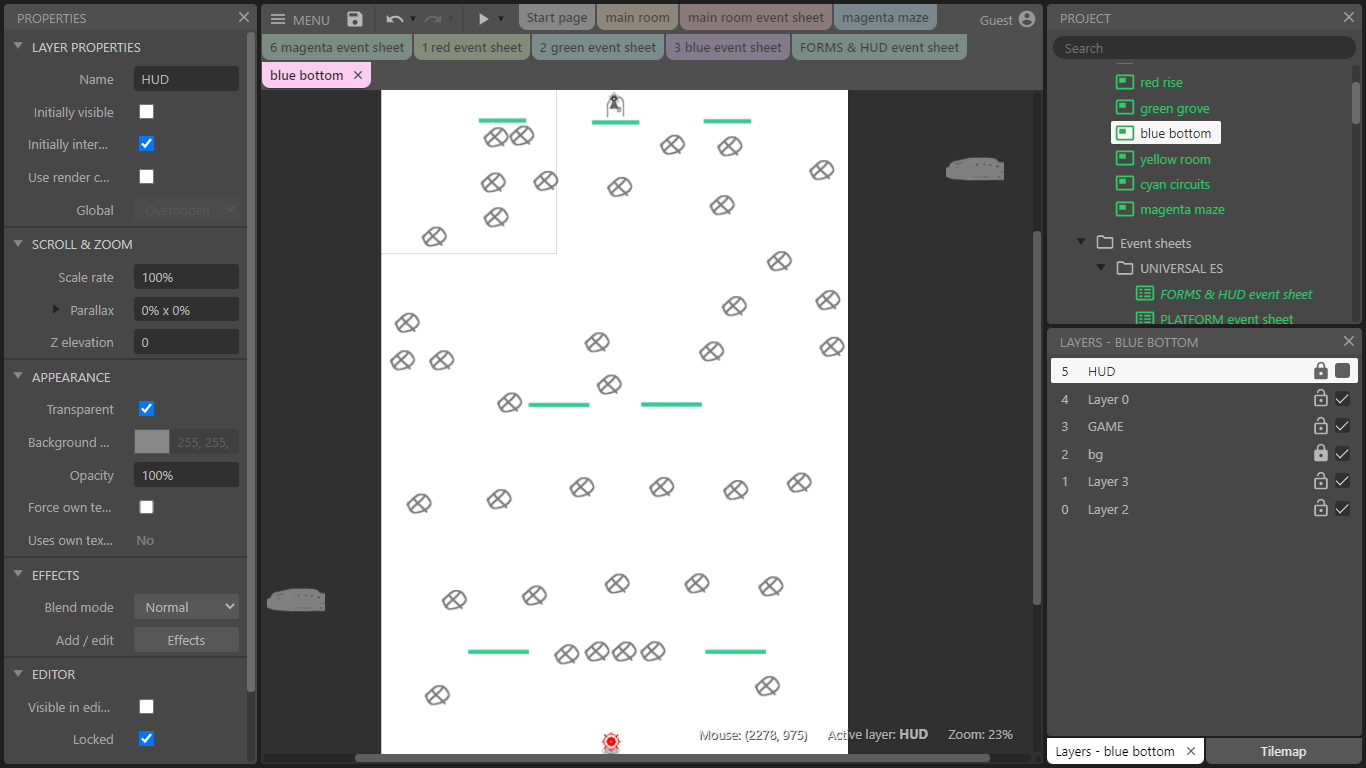 PROPERTIES
LAYER PROPERTIES
Name HUD
Initially visible
Initially inter...
Use render c...
Global Overridden
SCROLL & ZOOM
Scale rate 100%
Parallax 0% x 0%
Z elevation 0
APPEARANCE
Transparent
Background ... 255, 255,
Opacity 100%
Force own te...
Uses own tex... No
EFFECTS
Blend mode Normal
Add / edit Effects
EDITOR
Visible in edi...
Locked
MENU
Start page main room main room event sheet magenta maze
Guest
6 magenta event sheet 1 red event sheet 2 green event sheet 3 blue event sheet FORMS & HUD event sheet
blue bottom
Mouse: (2278, 975) Active layer: HUD Zoom: 23%
PROJECT
Search
red rise
green grove
blue bottom
yellow room
cyan circuits
magenta maze
Event sheets
UNIVERSAL ES
FORMS & HUD event sheet
PLATFORM event sheet
LAYERS - BLUE BOTTOM
5 HUD
4 Layer 0
3 GAME
2 bg
1 Layer 3
0 Layer 2
Layers - blue bottom Tilemap